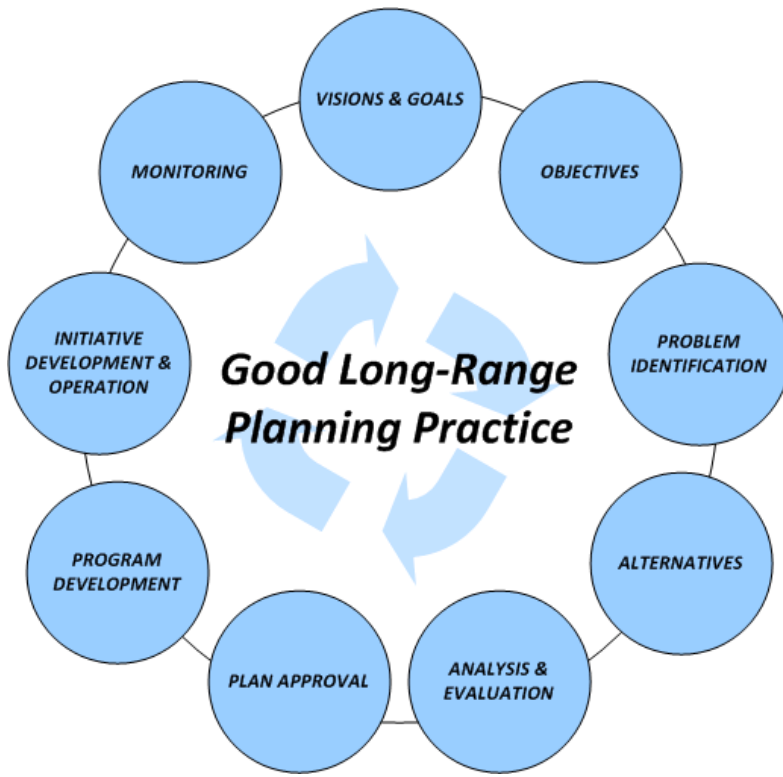 VISIONS & GOALS
OBJECTIVES
PROBLEM
IDENTIFICATION
ALTERNATIVES
ANALYSIS &
EVALUATION
PLAN APPROVAL
PROGRAM
DEVELOPMENT
INITIATIVE
DEVELOPMENT &
OPERATION
MONITORING
Good Long-Range
Planning Practice